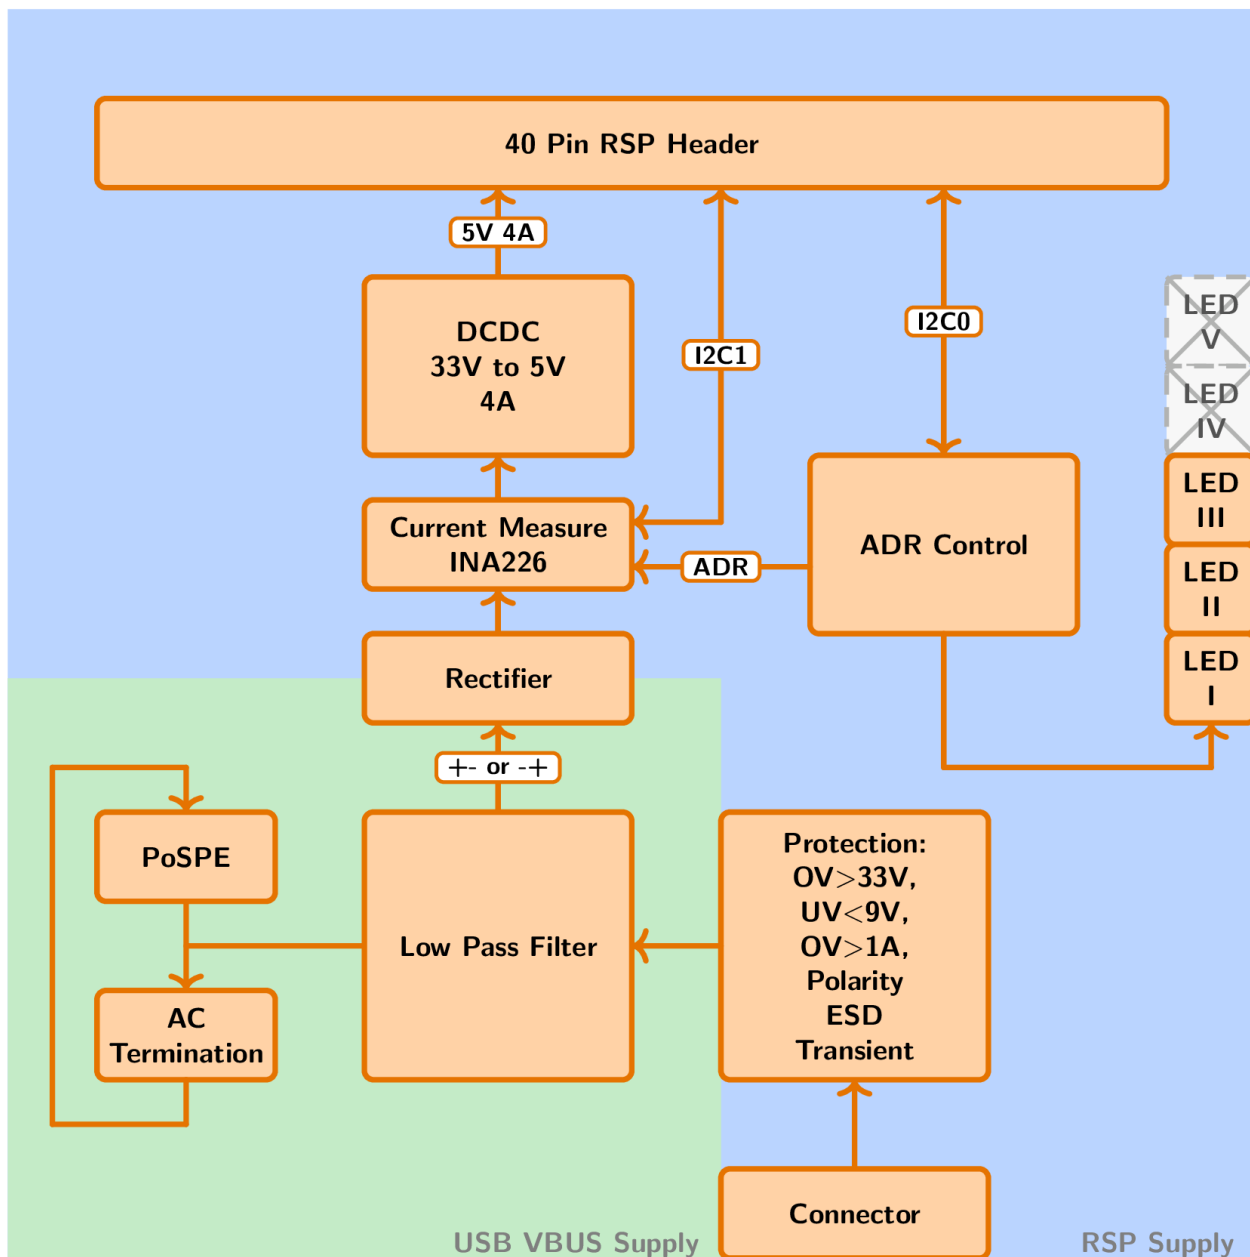 40 Pin RSP Header
5V 4A
DCDC
33V to 5V
4A
I2C1
I2C0
LED
V
LED
IV
LED
III
LED
II
LED
I
Current Measure
INA226
ADR
ADR Control
Rectifier
+- or -+
PoSPE
Low Pass Filter
Protection:
OV>33V,
UV<9V,
OV>1A,
Polarity
ESD
Transient
AC
Termination
Connector
USB VBUS Supply
RSP Supply